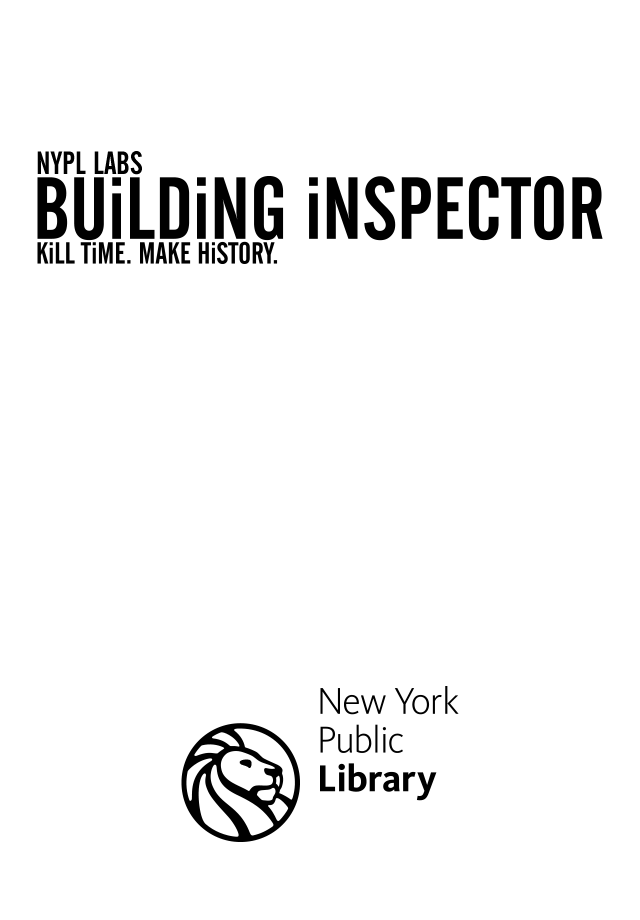 NYPL LABS
BUiLDiNG iNSPECTOR
KiLL TiME. MAKE HiSTORY.
New York
Public
Library